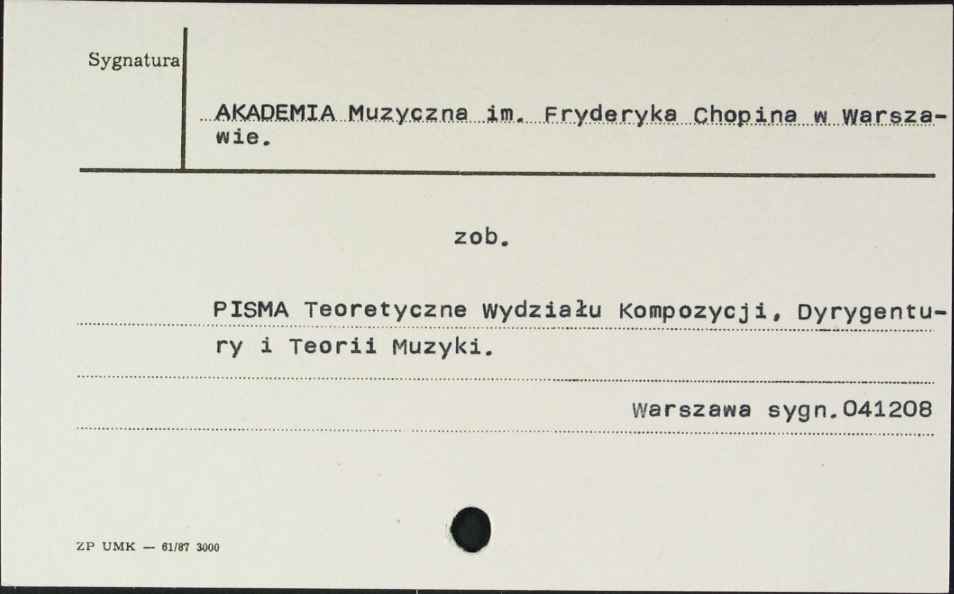 Sygnatura
AKADEMIA Muzyczna im. Fryderyka Chopina w Warsza-
wie.
zob.
PISMA Teoretyczne Wydziału Kompozycji, Dyrygentu-
ry i Teorii Muzyki.
Warszawa sygn.041208
ZP UMK — 61/87 3000